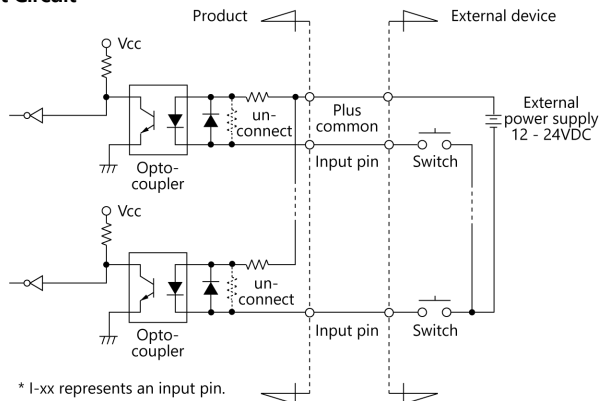 t Circuit
Product
External device
Vcc
un-
connect
Plus
common
External
power supply
12 - 24VDC
Opto-
coupler
Input pin
Switch
Vcc
un-
connect
Opto-
coupler
Input pin
Switch
* I-xx represents an input pin.